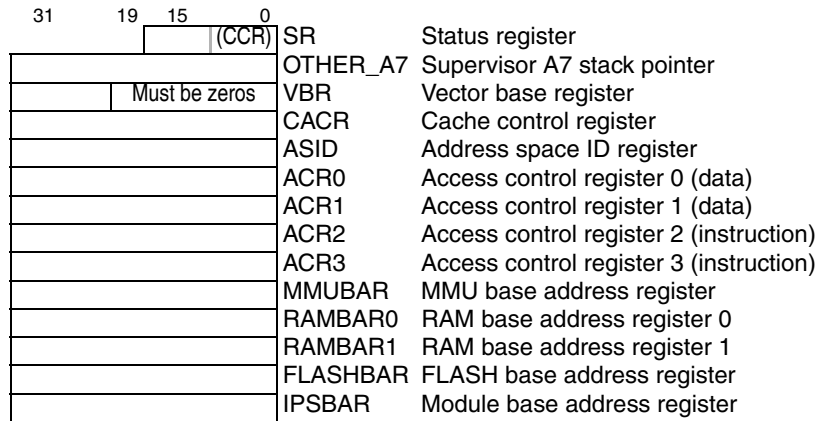 31 19 15 0
(CCR) SR Status register
OTHER_A7 Supervisor A7 stack pointer
Must be zeros VBR Vector base register
CACR Cache control register
ASID Address space ID register
ACR0 Access control register 0 (data)
ACR1 Access control register 1 (data)
ACR2 Access control register 2 (instruction)
ACR3 Access control register 3 (instruction)
MMUBAR MMU base address register
RAMBAR0 RAM base address register 0
RAMBAR1 RAM base address register 1
FLASHBAR FLASH base address register
IPSBAR Module base address register